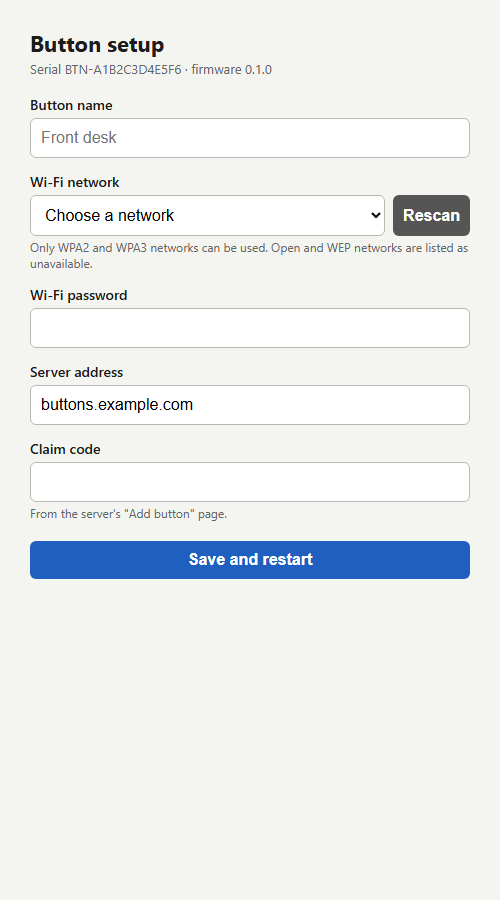 Button setup
Serial BTN-A1B2C3D4E5F6 · firmware 0.1.0
Button name
Front desk
Wi-Fi network
Choose a network
Rescan
Only WPA2 and WPA3 networks can be used. Open and WEP networks are listed as
unavailable.
Wi-Fi password
Server address
buttons.example.com
Claim code
From the server's "Add button" page.
Save and restart